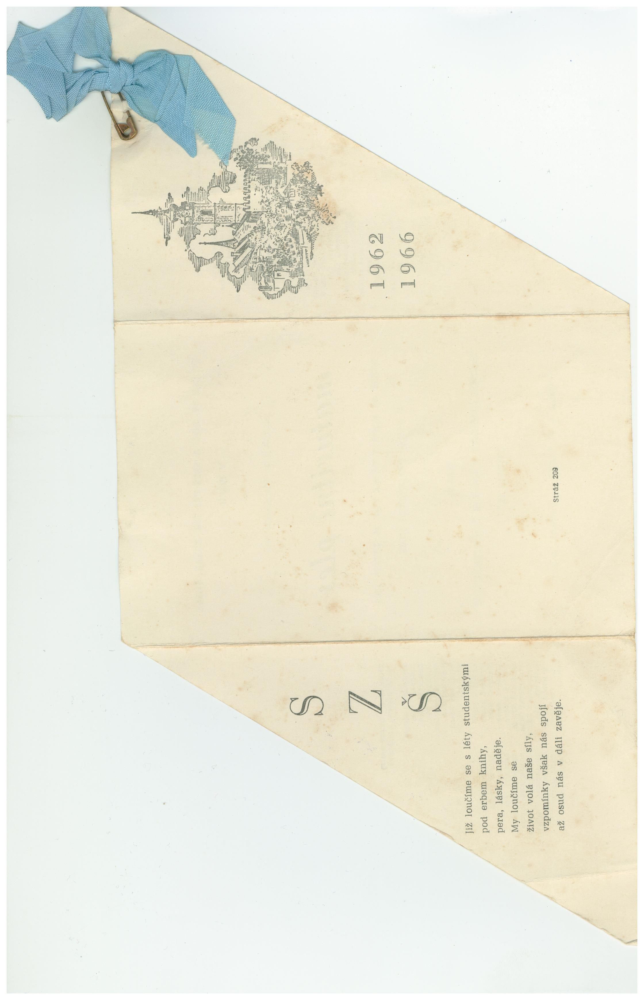 S
Z
Š
Již loučíme se s léty studentskými
pod erbem knihy,
pera, lásky, naděje.
My loučíme se
život volá naše síly,
vzpomínky však nás spojí
až osud nás v dáli zavěje.
Stráž 209
1962
1966